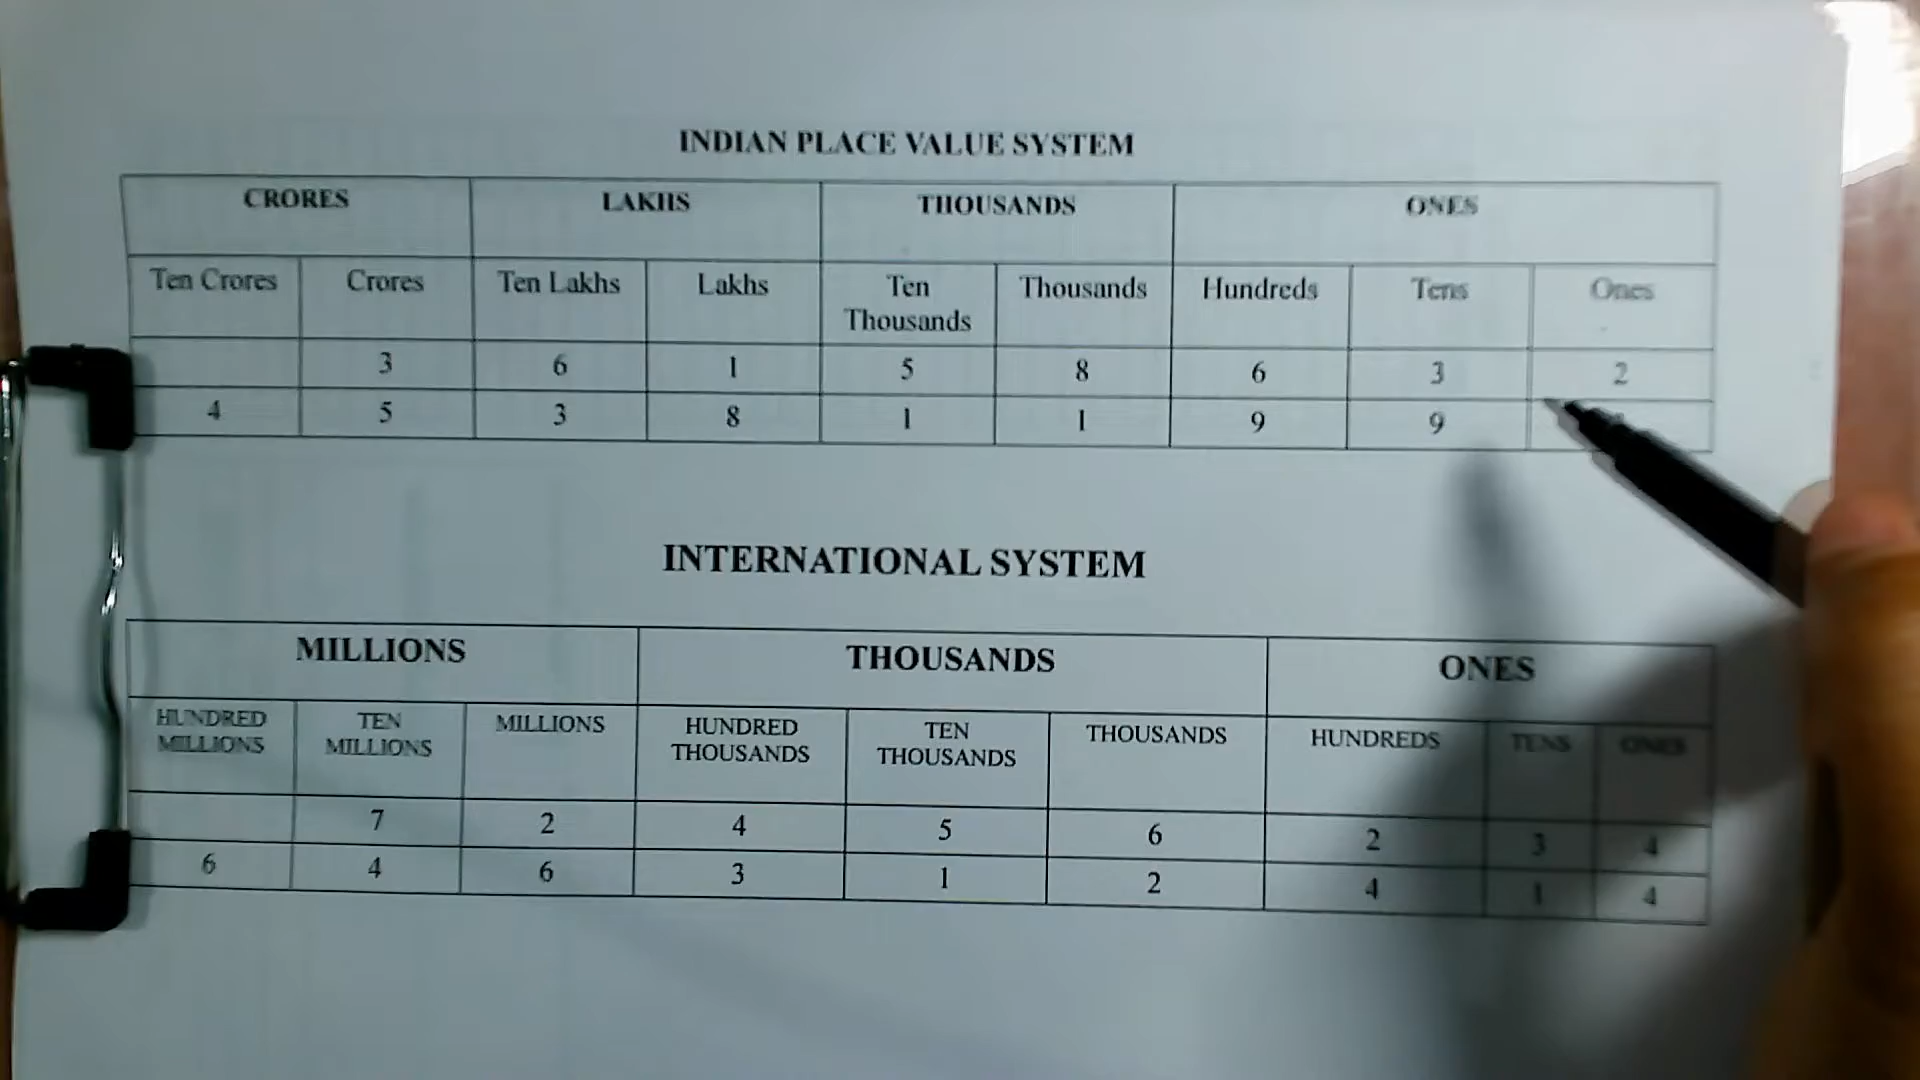 INDIAN PLACE VALUE SYSTEM
CRORES LAKHS THOUSANDS ONES
Ten Crores Crores Ten Lakhs Lakhs Ten Thousands Thousands Hundreds Tens Ones
3 6 1 5 8 6 3 2
4 5 3 8 1 1 9 9
INTERNATIONAL SYSTEM
MILLIONS THOUSANDS ONES
HUNDRED MILLIONS TEN MILLIONS MILLIONS HUNDRED THOUSANDS TEN THOUSANDS THOUSANDS HUNDREDS TENS ONES
7 2 4 5 6 2 3 4
6 4 6 3 1 2 4 1 4